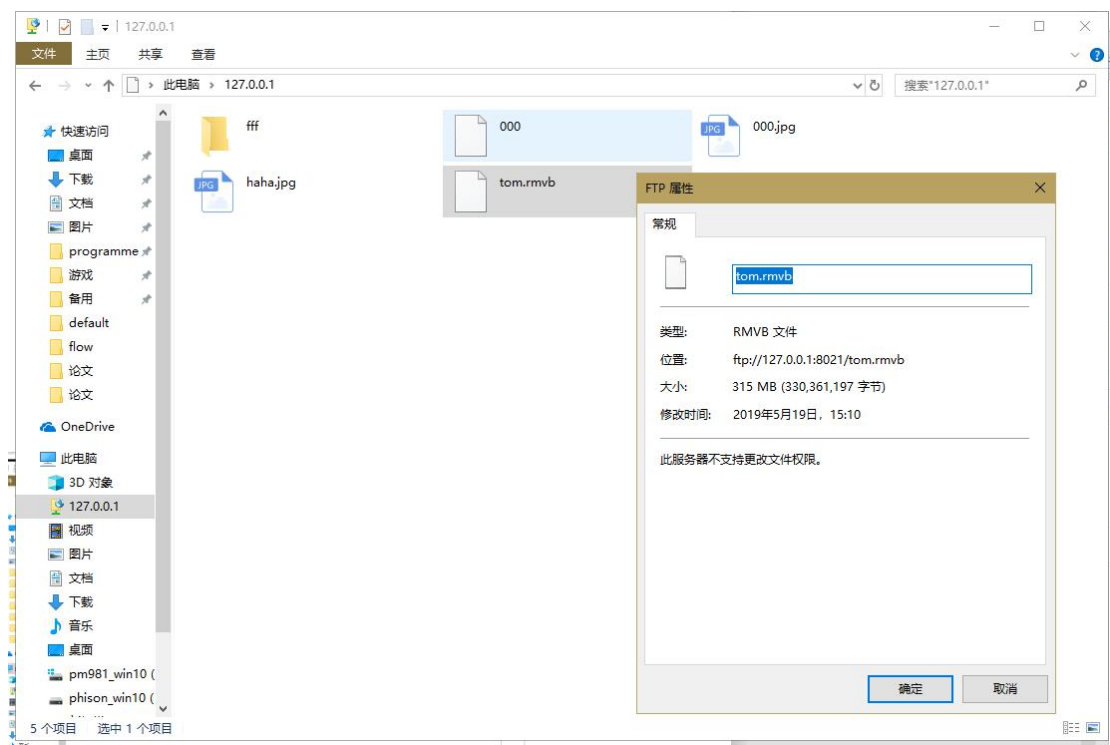 127.0.0.1
文件 主页 共享 查看
此电脑 127.0.0.1
搜索"127.0.0.1"
快速访问
桌面
下载
文档
图片
programme
游戏
备用
default
flow
论文
论文
OneDrive
此电脑
3D 对象
127.0.0.1
视频
图片
文档
下载
音乐
桌面
pm981_win10 (
phison_win10 (
fff
000
JPG
000.jpg
JPG
haha.jpg
tom.rmvb
FTP 属性
常规
tom.rmvb
类型: RMVB 文件
位置: ftp://127.0.0.1:8021/tom.rmvb
大小: 315 MB (330,361,197 字节)
修改时间: 2019年5月19日，15:10
此服务器不支持更改文件权限。
确定 取消
5 个项目 选中 1 个项目